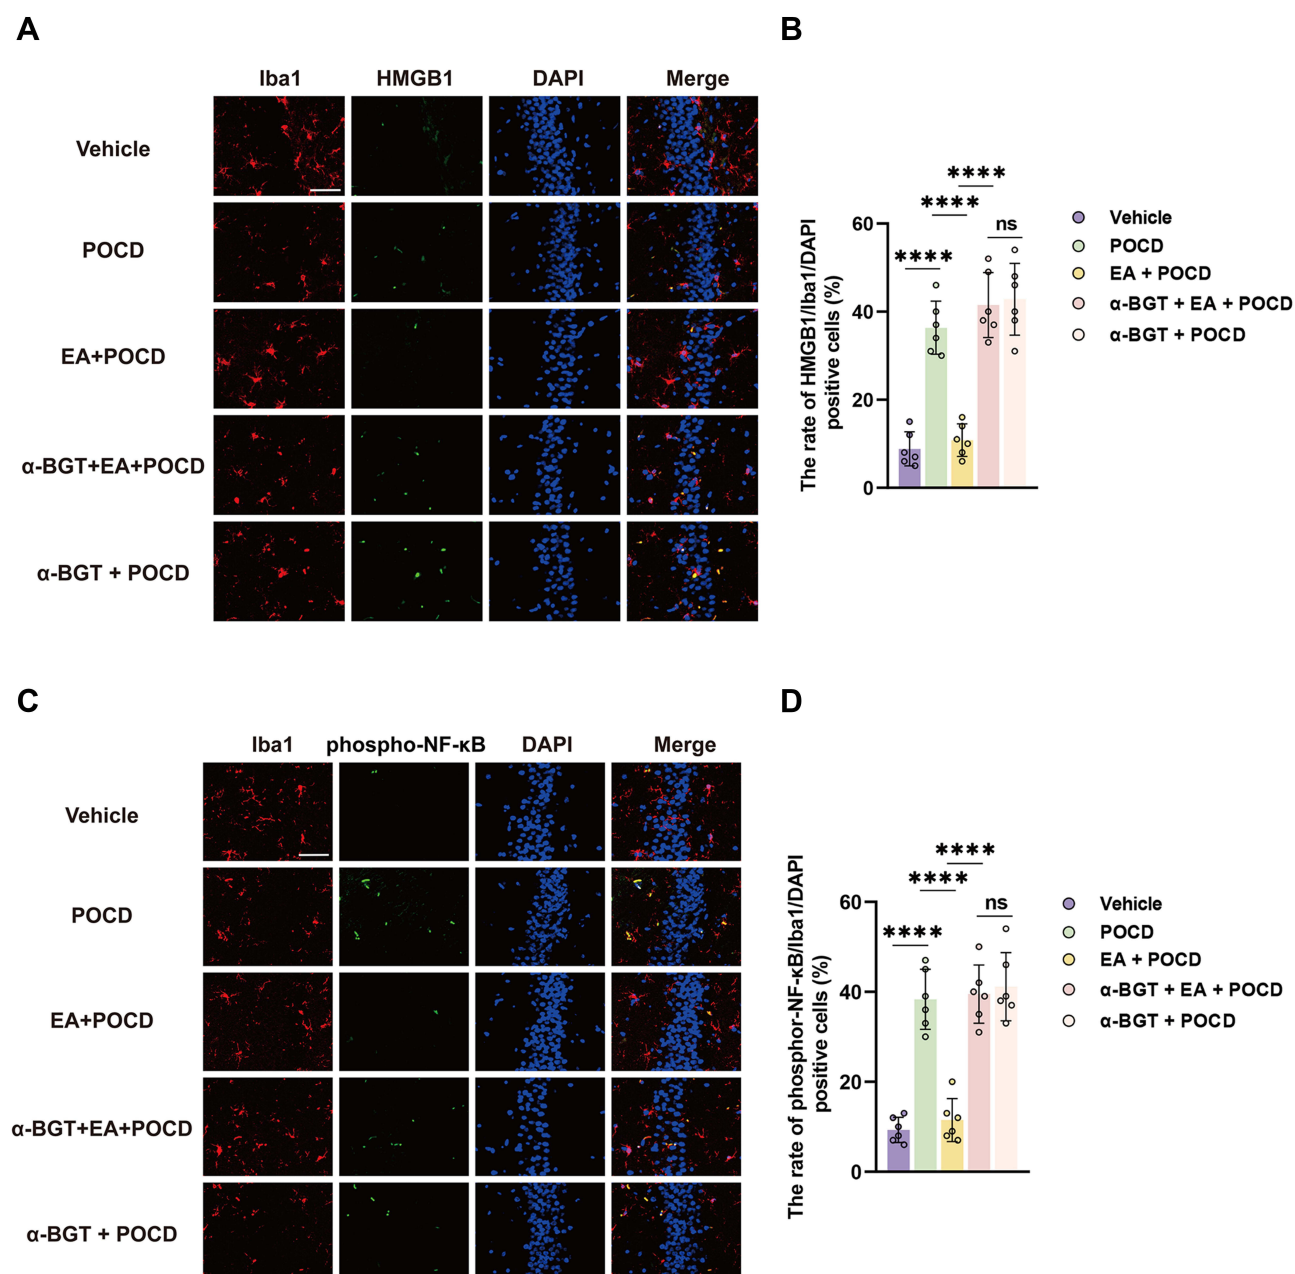 A
Iba1 HMGB1 DAPI Merge
Vehicle
POCD
EA+POCD
α-BGT+EA+POCD
α-BGT + POCD
B
The rate of HMGB1/Iba1/DAPI
positive cells (%)
60
40
20
0
****
****
****
ns
Vehicle
POCD
EA + POCD
α-BGT + EA + POCD
α-BGT + POCD
C
Iba1 phospho-NF-κB DAPI Merge
Vehicle
POCD
EA+POCD
α-BGT+EA+POCD
α-BGT + POCD
D
The rate of phosphor-NF-κB/Iba1/DAPI
positive cells (%)
60
40
20
0
****
****
****
ns
Vehicle
POCD
EA + POCD
α-BGT + EA + POCD
α-BGT + POCD